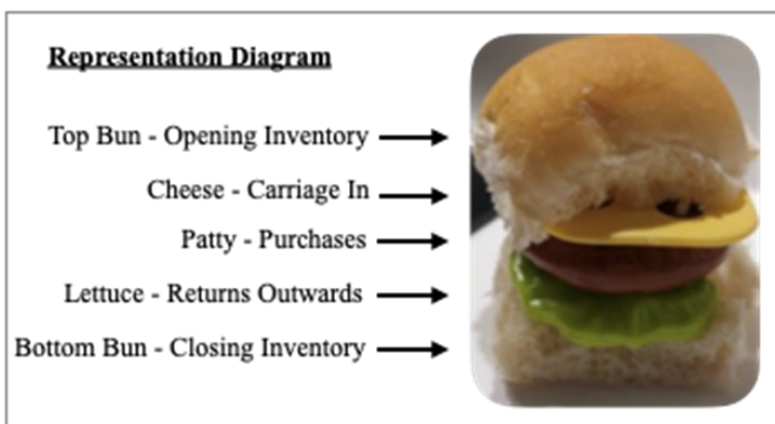 Representation Diagram
Top Bun - Opening Inventory
Cheese - Carriage In
Patty - Purchases
Lettuce - Returns Outwards
Bottom Bun - Closing Inventory